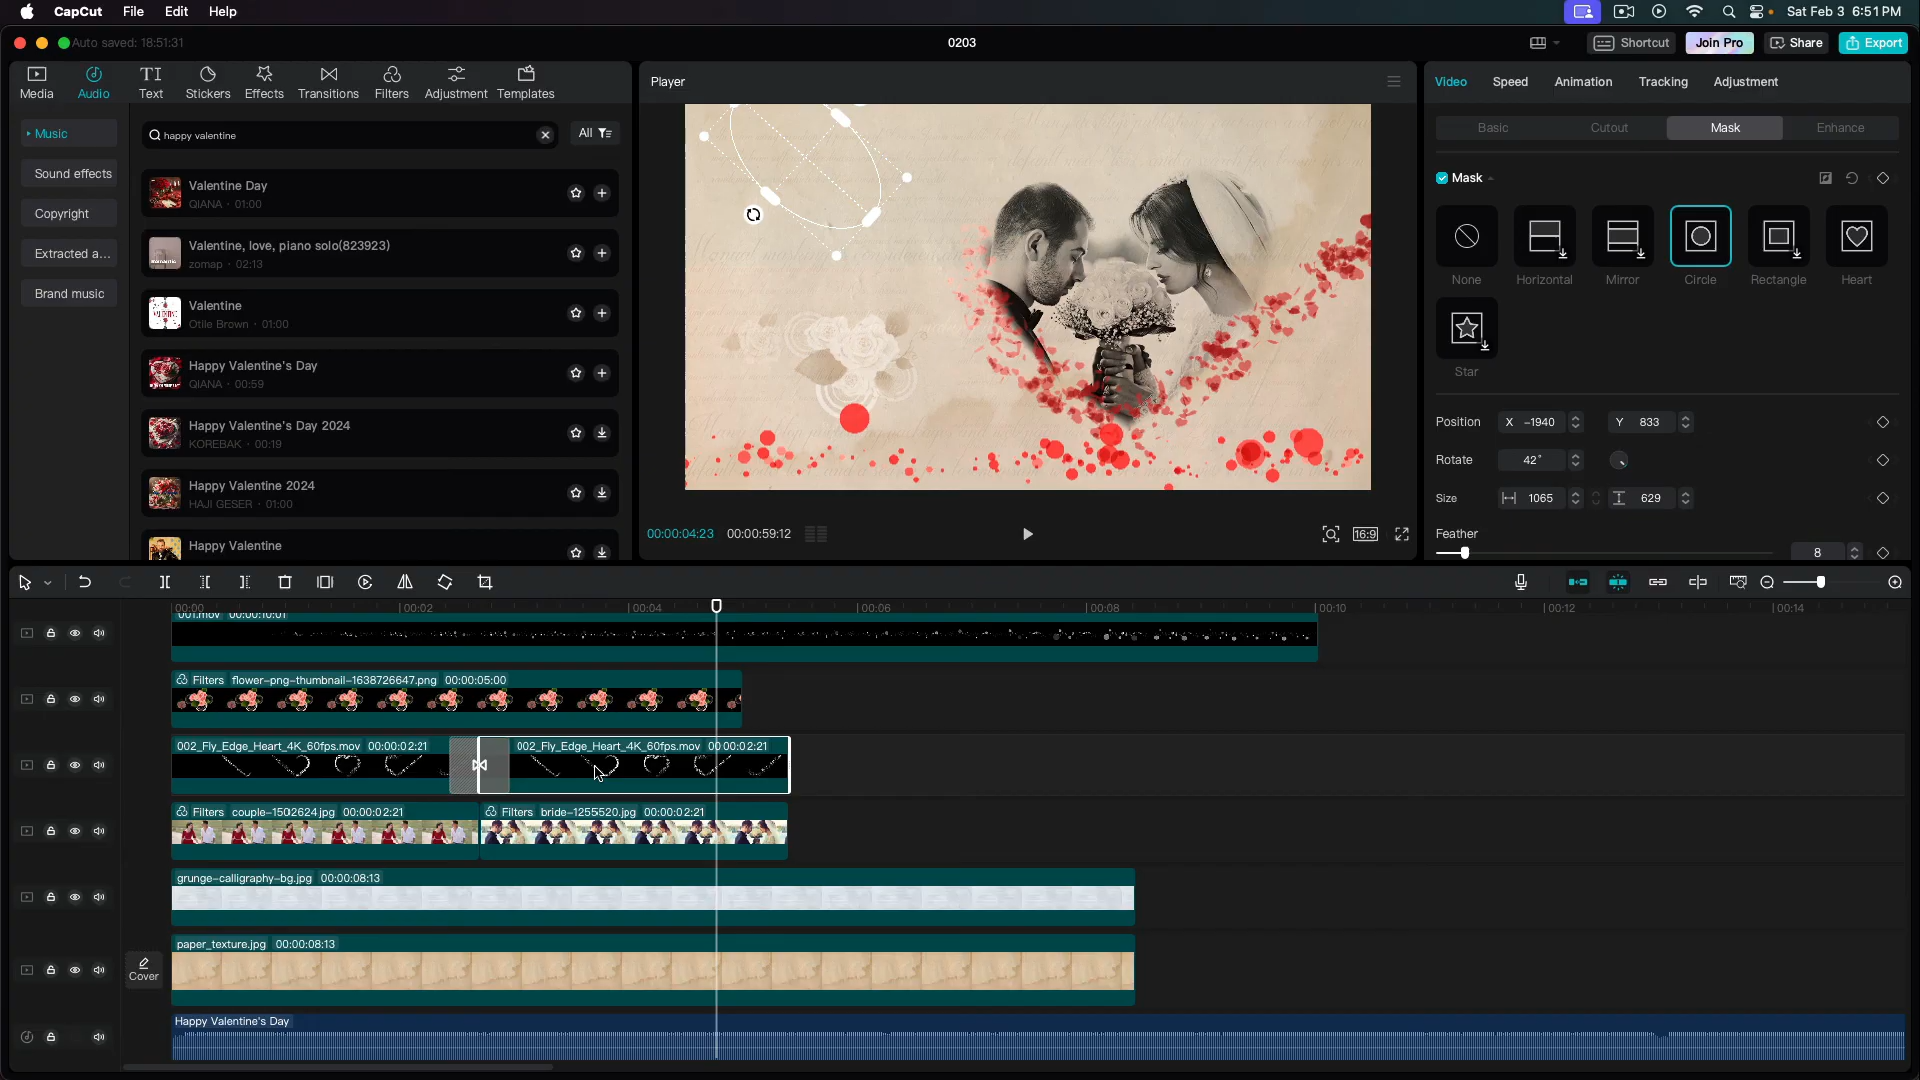 CapCut File Edit Help Sat Feb 3 6:51PM
Auto saved: 18:51:31 0203 Shortcut Join Pro Share Export
Media Audio Text Stickers Effects Transitions Filters Adjustment Templates
TI
Music
Sound effects
Copyright
Extracted a...
Brand music
happy valentine All
Valentine Day
QIANA · 01:00
Valentine, love, piano solo(823923)
zomap · 02:13
Valentine
Otile Brown · 01:00
Happy Valentine's Day
QIANA · 00:59
Happy Valentine's Day 2024
KOREBAK · 00:19
Happy Valentine 2024
HAJI GESER · 01:00
Happy Valentine
Player
00:00:04:23 00:00:59:12 16:9
Video Speed Animation Tracking Adjustment
Basic Cutout Mask Enhance
Mask
None Horizontal Mirror Circle Rectangle Heart
Star
Position X -1940 Y 833
Rotate 42°
Size 1065 629
Feather
8
00:00 00:02 00:04 00:06 00:08 00:10 00:12 00:14
001.mov 00:00:10:01
Filters flower-png-thumbnail-1638726647.png 00:00:05:00
002_Fly_Edge_Heart_4K_60fps.mov 00:00:02:21 002_Fly_Edge_Heart_4K_60fps.mov 00:00:02:21
Filters couple-1502624.jpg 00:00:02:21 Filters bride-1255520.jpg 00:00:02:21
grunge-calligraphy-bg.jpg 00:00:08:13
paper_texture.jpg 00:00:08:13
Cover
Happy Valentine's Day